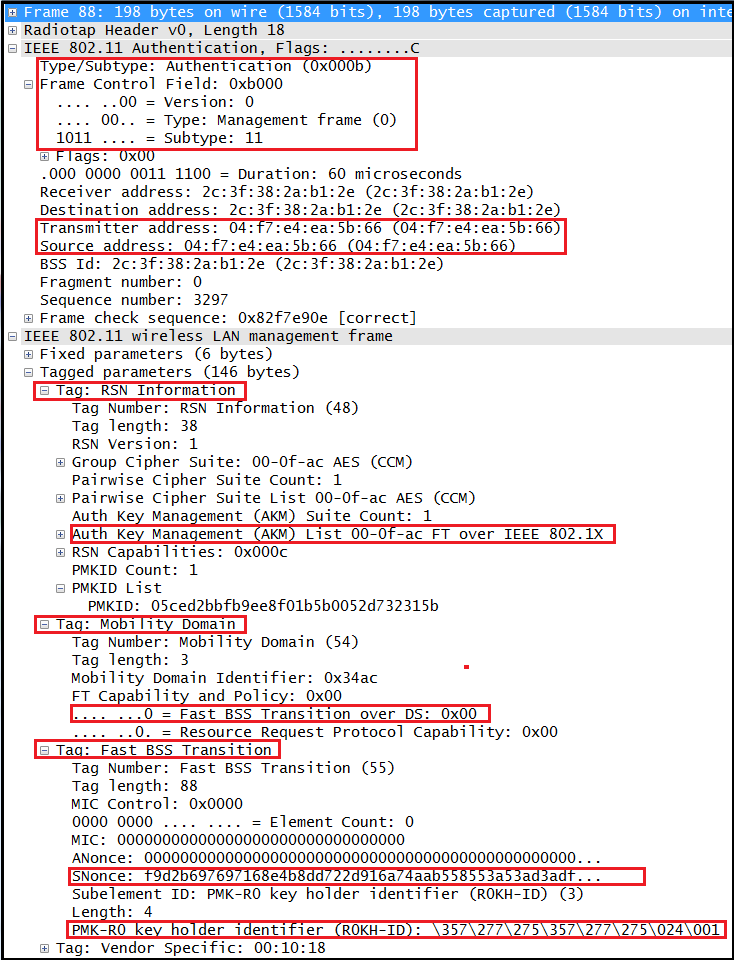 Frame 88: 198 bytes on wire (1584 bits), 198 bytes captured (1584 bits) on inte
Radiotap Header v0, Length 18
IEEE 802.11 Authentication, Flags: ........C
Type/Subtype: Authentication (0x000b)
Frame Control Field: 0xb000
.... ..00 = Version: 0
.... 00.. = Type: Management frame (0)
1011 .... = Subtype: 11
Flags: 0x00
.000 0000 0011 1100 = Duration: 60 microseconds
Receiver address: 2c:3f:38:2a:b1:2e (2c:3f:38:2a:b1:2e)
Destination address: 2c:3f:38:2a:b1:2e (2c:3f:38:2a:b1:2e)
Transmitter address: 04:f7:e4:ea:5b:66 (04:f7:e4:ea:5b:66)
Source address: 04:f7:e4:ea:5b:66 (04:f7:e4:ea:5b:66)
BSS Id: 2c:3f:38:2a:b1:2e (2c:3f:38:2a:b1:2e)
Fragment number: 0
Sequence number: 3297
Frame check sequence: 0x82f7e90e [correct]
IEEE 802.11 wireless LAN management frame
Fixed parameters (6 bytes)
Tagged parameters (146 bytes)
Tag: RSN Information
Tag Number: RSN Information (48)
Tag length: 38
RSN Version: 1
Group Cipher Suite: 00-0f-ac AES (CCM)
Pairwise Cipher Suite Count: 1
Pairwise Cipher Suite List 00-0f-ac AES (CCM)
Auth Key Management (AKM) Suite Count: 1
Auth Key Management (AKM) List 00-0f-ac FT over IEEE 802.1X
RSN Capabilities: 0x000c
PMKID Count: 1
PMKID List
PMKID: 05ced2bbfb9ee8f01b5b0052d732315b
Tag: Mobility Domain
Tag Number: Mobility Domain (54)
Tag length: 3
Mobility Domain Identifier: 0x34ac
FT Capability and Policy: 0x00
.... ...0 = Fast BSS Transition over DS: 0x00
.... ..0. = Resource Request Protocol Capability: 0x00
Tag: Fast BSS Transition
Tag Number: Fast BSS Transition (55)
Tag length: 88
MIC Control: 0x0000
0000 0000 .... .... = Element Count: 0
MIC: 00000000000000000000000000000000
ANonce: 000000000000000000000000000000000000000000000000...
SNonce: f9d2b697697168e4b8dd722d916a74aab558553a53ad3adf...
Subelement ID: PMK-R0 key holder identifier (R0KH-ID) (3)
Length: 4
PMK-R0 key holder identifier (R0KH-ID): \357\277\275\357\277\275\024\001
Tag: Vendor Specific: 00:10:18